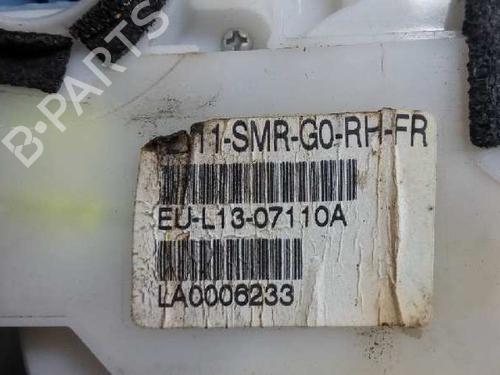 B-PARTS
11-SMR-G0-RH-FR
EU-L13-07110A
LA0006233